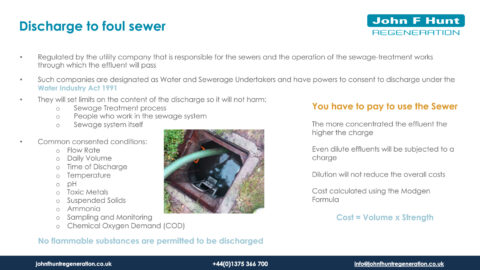 Discharge to foul sewer
John F Hunt
REGENERATION
• Regulated by the utility company that is responsible for the sewers and the operation of the sewage-treatment works
through which the effluent will pass
• Such companies are designated as Water and Sewerage Undertakers and have powers to consent to discharge under the
Water Industry Act 1991
• They will set limits on the content of the discharge so it will not harm:
o Sewage Treatment process
o People who work in the sewage system
o Sewage system itself
• Common consented conditions:
o Flow Rate
o Daily Volume
o Time of Discharge
o Temperature
o pH
o Toxic Metals
o Suspended Solids
o Ammonia
o Sampling and Monitoring
o Chemical Oxygen Demand (COD)
No flammable substances are permitted to be discharged
You have to pay to use the Sewer
The more concentrated the effluent the
higher the charge
Even dilute effluents will be subjected to a
charge
Dilution will not reduce the overall costs
Cost calculated using the Modgen
Formula
Cost = Volume x Strength
johnfhuntregeneration.co.uk
+44(0)1375 366 700
info@johnfhuntregeneration.co.uk